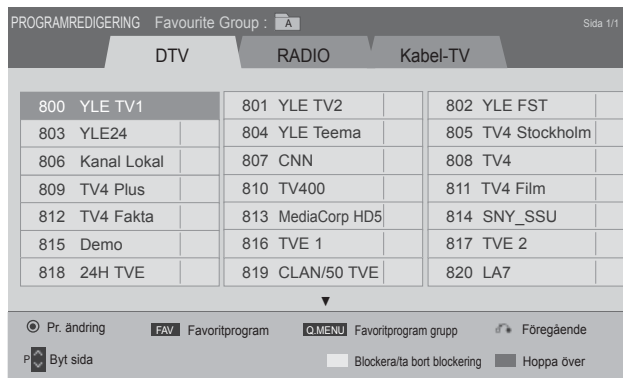 PROGRAMREDIGERING Favourite Group : A Sida 1/1
DTV RADIO Kabel-TV
800 YLE TV1 801 YLE TV2 802 YLE FST
803 YLE24 804 YLE Teema 805 TV4 Stockholm
806 Kanal Lokal 807 CNN 808 TV4
809 TV4 Plus 810 TV400 811 TV4 Film
812 TV4 Fakta 813 MediaCorp HD5 814 SNY_SSU
815 Demo 816 TVE 1 817 TVE 2
818 24H TVE 819 CLAN/50 TVE 820 LA7
Pr. ändring FAV Favoritprogram Q.MENU Favoritprogram grupp Föregående
P Byt sida Blockera/ta bort blockering Hoppa över